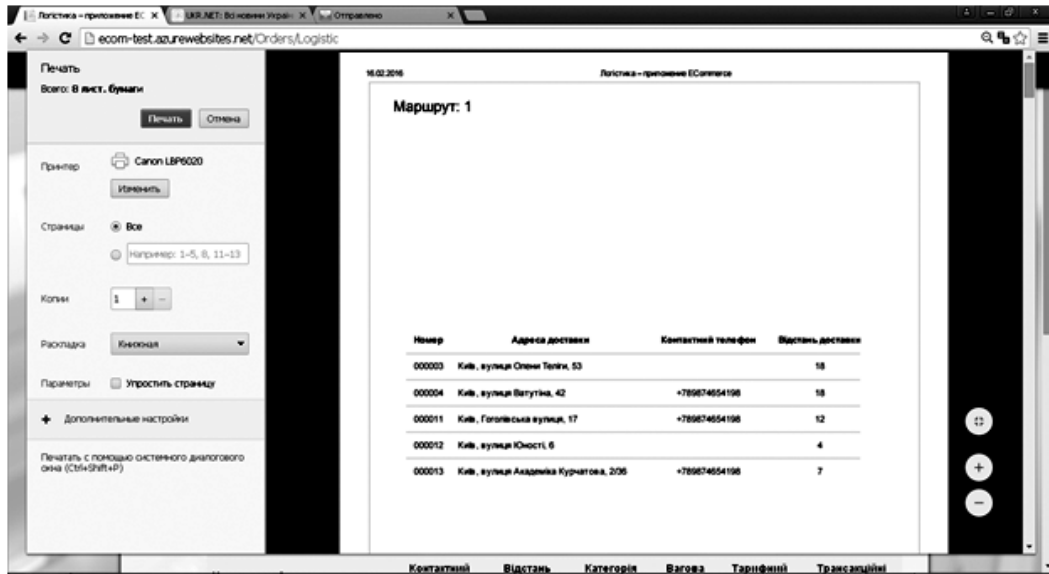 Логістика – приложение EC
UKR.NET: Всі новини Україн
Отправлено
ecom-test.azurewebsites.net/Orders/Logistic
Печать
Всего: 8 лист. бумаги
Печать Отмена
Принтер Canon LBP6020
Изменить
Страницы Все
Например: 1-5, 8, 11-13
Копии 1 + –
Раскладка Книжная
Параметры Упростить страницу
+ Дополнительные настройки
Печатать с помощью системного диалогового
окна (Ctrl+Shift+P)
16.02.2016 Логістика – приложение ECommerce
Маршрут: 1
Номер Адреса доставки Контактний телефон Відстань доставки
000003 Київ, вулиця Олени Теліги, 53 18
000004 Київ, вулиця Ватутіна, 42 +789874654198 18
000011 Київ, Гоголівська вулиця, 17 +789874654198 12
000012 Київ, вулиця Юності, 6 4
000013 Київ, вулиця Академіка Курчатова, 2/36 +789874654198 7
Контактний Відстань Категорія Вагова Тарифний Трансакційні